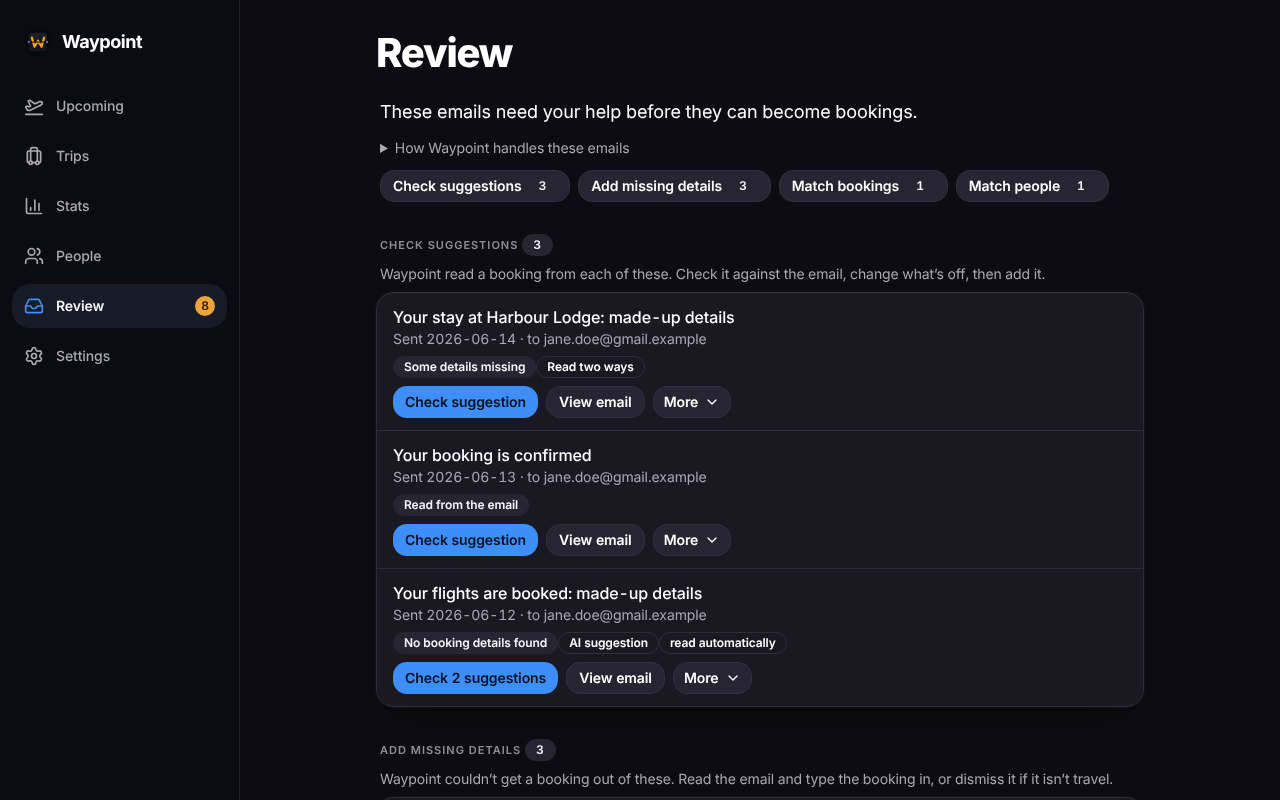 Waypoint
Upcoming
Trips
Stats
People
Review 8
Settings
Review
These emails need your help before they can become bookings.
How Waypoint handles these emails
Check suggestions 3 Add missing details 3 Match bookings 1 Match people 1
CHECK SUGGESTIONS 3
Waypoint read a booking from each of these. Check it against the email, change what’s off, then add it.
Your stay at Harbour Lodge: made-up details
Sent 2026-06-14 · to jane.doe@gmail.example
Some details missing Read two ways
Check suggestion View email More
Your booking is confirmed
Sent 2026-06-13 · to jane.doe@gmail.example
Read from the email
Check suggestion View email More
Your flights are booked: made-up details
Sent 2026-06-12 · to jane.doe@gmail.example
No booking details found AI suggestion read automatically
Check 2 suggestions View email More
ADD MISSING DETAILS 3
Waypoint couldn’t get a booking out of these. Read the email and type the booking in, or dismiss it if it isn’t travel.